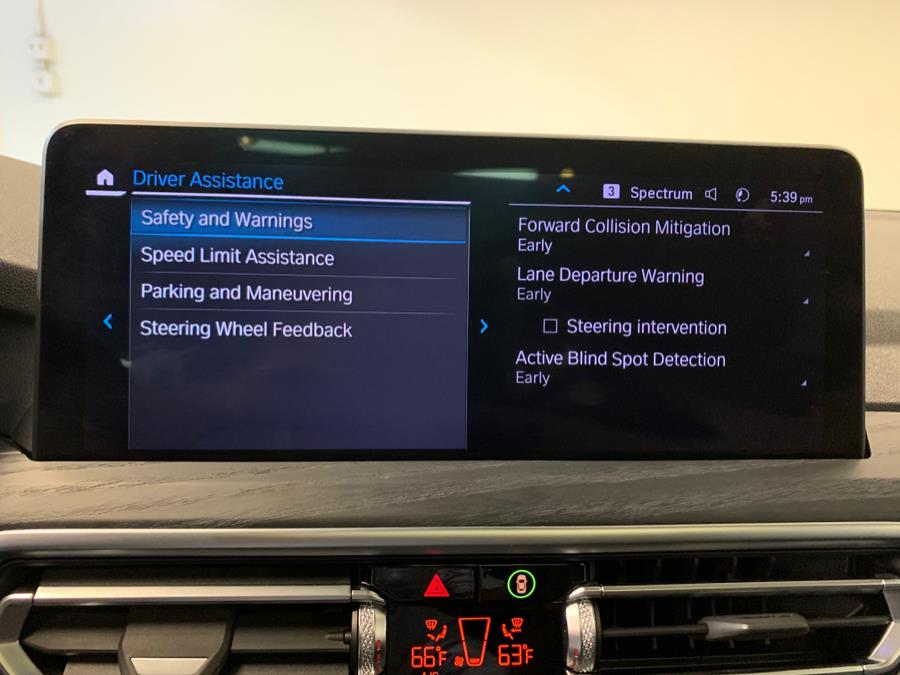 Driver Assistance
3 Spectrum 5:39 pm
Safety and Warnings
Speed Limit Assistance
Parking and Maneuvering
Steering Wheel Feedback
Forward Collision Mitigation
Early
Lane Departure Warning
Early
Steering intervention
Active Blind Spot Detection
Early
66°F
63°F